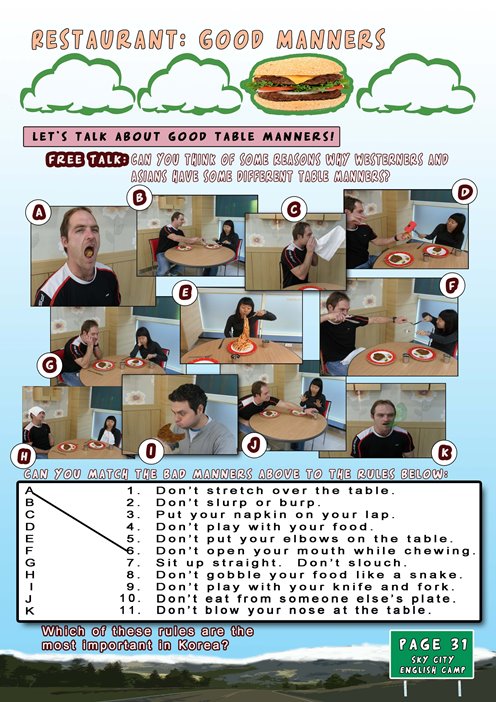 RESTAURANT: GOOD MANNERS
LET'S TALK ABOUT GOOD TABLE MANNERS!
FREE TALK: CAN YOU THINK OF SOME REASONS WHY WESTERNERS AND
ASIANS HAVE SOME DIFFERENT TABLE MANNERS?
A
B
C
D
E
F
G
H
I
J
K
CAN YOU MATCH THE BAD MANNERS ABOVE TO THE RULES BELOW:
A 1. Don't stretch over the table.
B 2. Don't slurp or burp.
C 3. Put your napkin on your lap.
D 4. Don't play with your food.
E 5. Don't put your elbows on the table.
F 6. Don't open your mouth while chewing.
G 7. Sit up straight. Don't slouch.
H 8. Don't gobble your food like a snake.
I 9. Don't play with your knife and fork.
J 10. Don't eat from someone else's plate.
K 11. Don't blow your nose at the table.
Which of these rules are the
most important in Korea?
PAGE 31
SKY CITY
ENGLISH CAMP